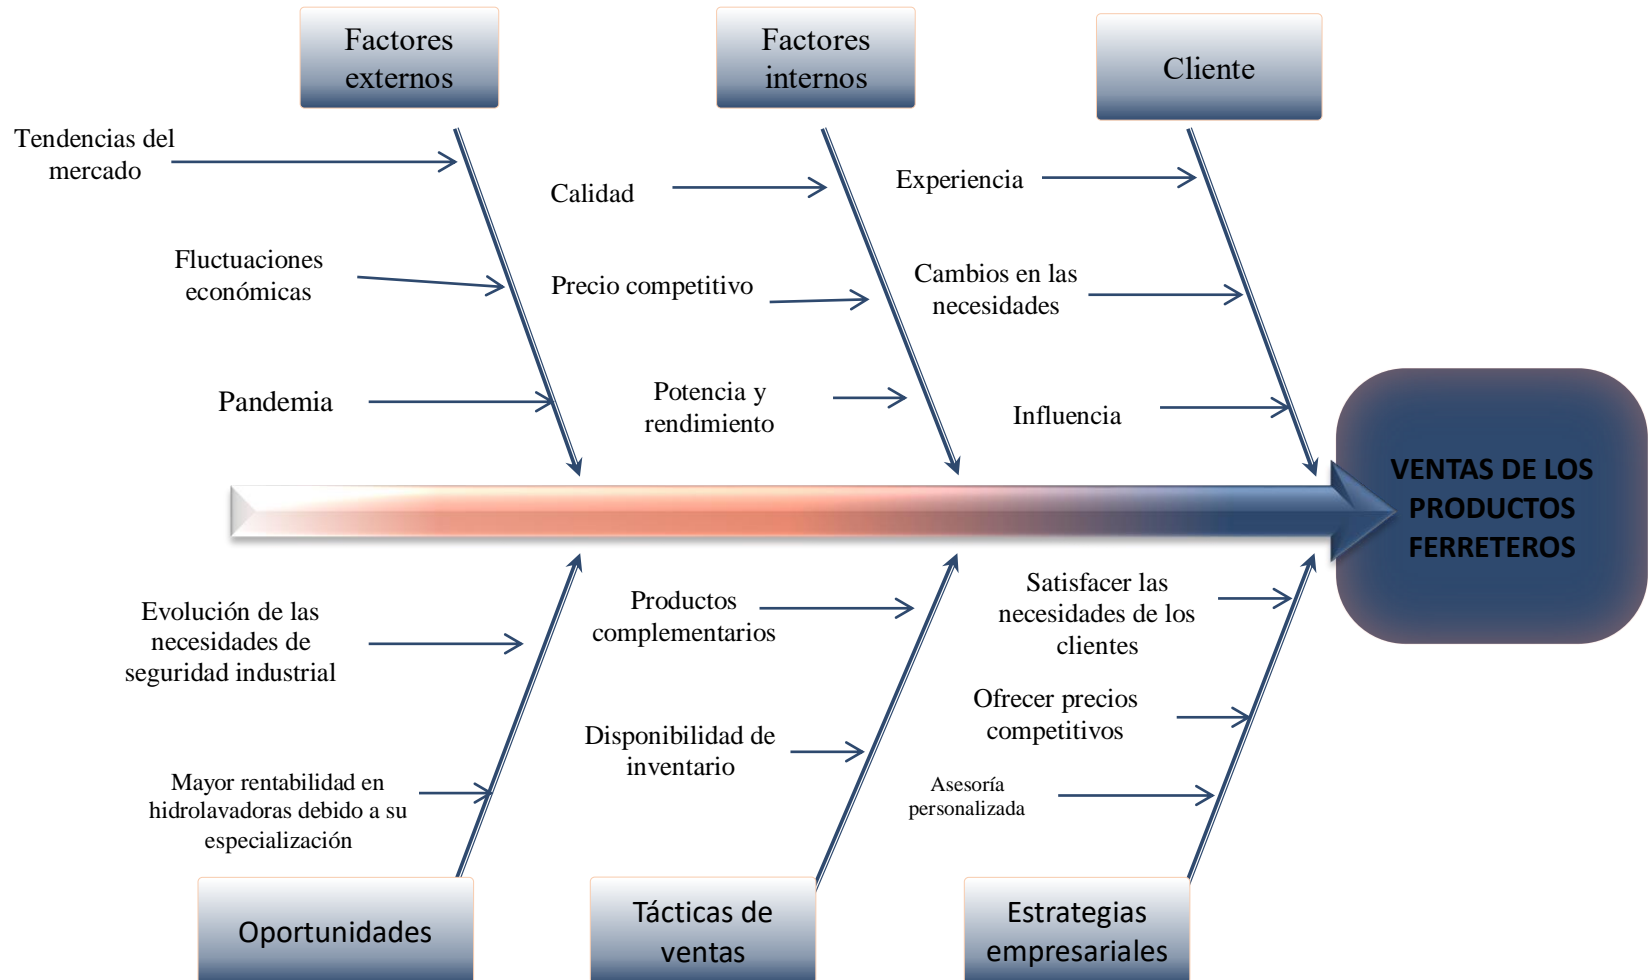 Factores
externos
Factores
internos
Cliente
Tendencias del
mercado
Calidad
Experiencia
Fluctuaciones
económicas
Precio competitivo
Cambios en las
necesidades
Pandemia
Potencia y
rendimiento
Influencia
VENTAS DE LOS
PRODUCTOS
FERRETEROS
Evolución de las
necesidades de
seguridad industrial
Productos
complementarios
Satisfacer las
necesidades de los
clientes
Mayor rentabilidad en
hidrolavadoras debido a su
especialización
Disponibilidad de
inventario
Ofrecer precios
competitivos
Asesoría
personalizada
Oportunidades
Tácticas de
ventas
Estrategias
empresariales